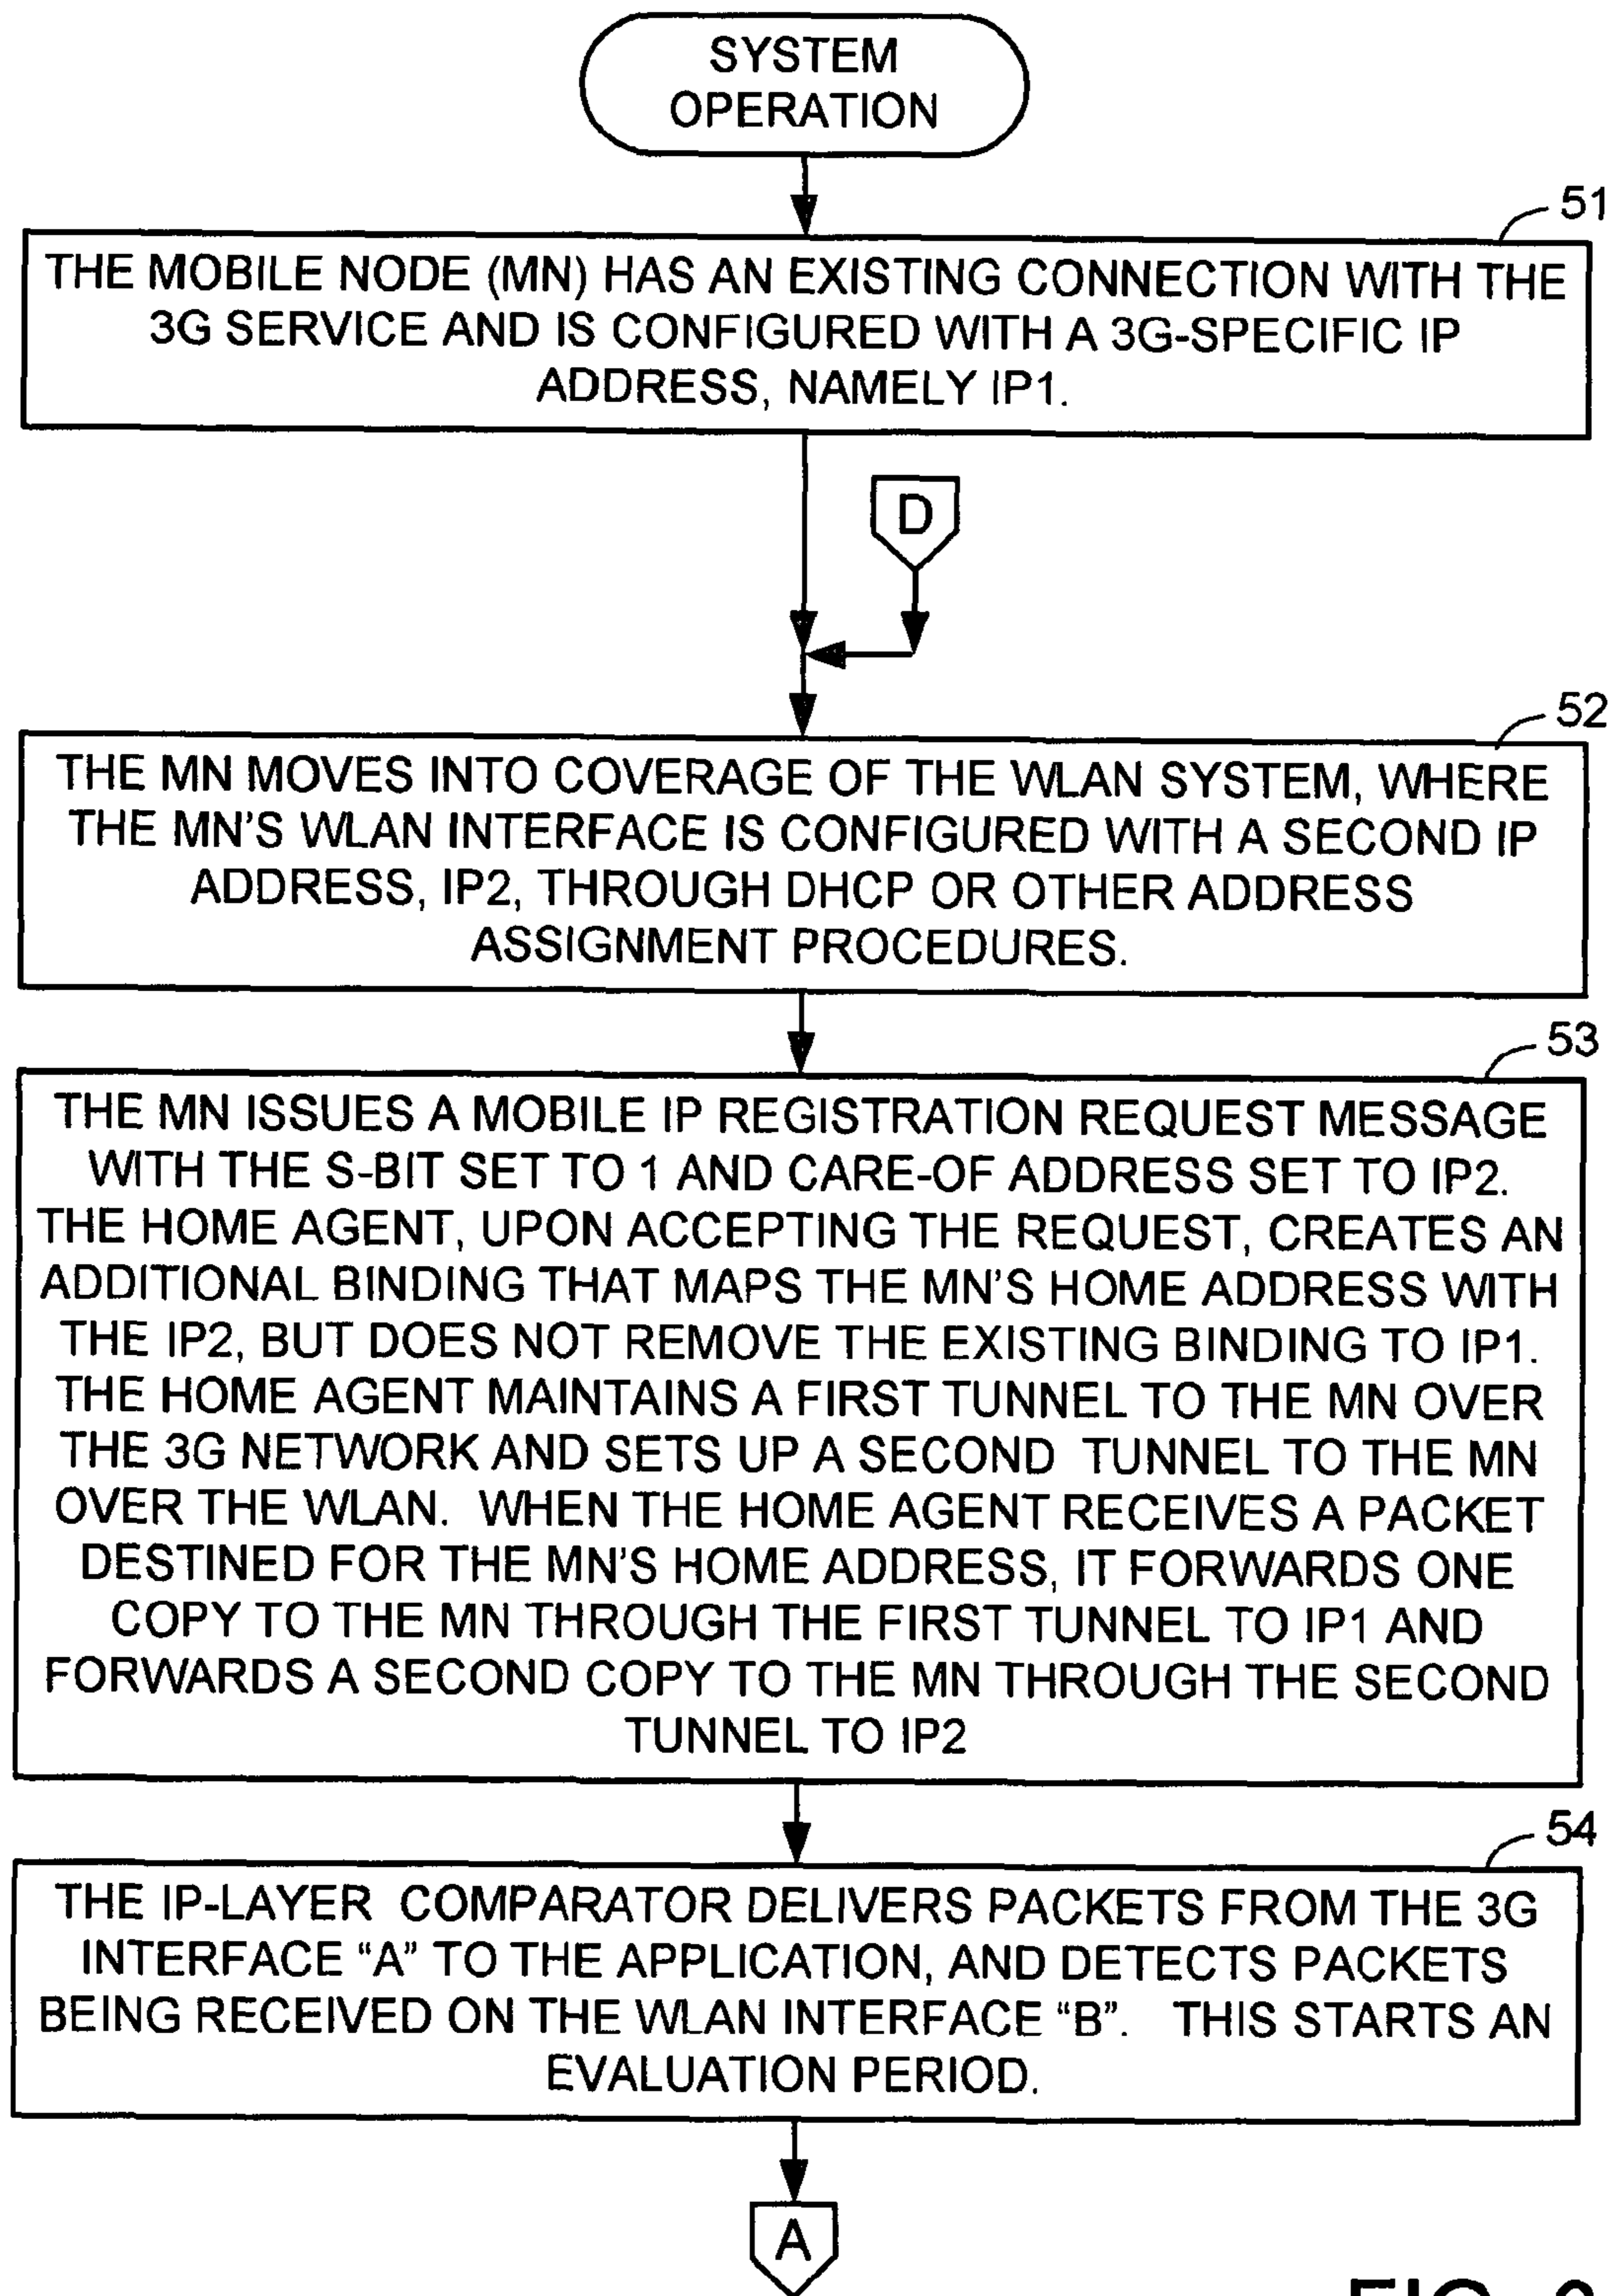 SYSTEM
OPERATION
51
THE MOBILE NODE (MN) HAS AN EXISTING CONNECTION WITH THE
3G SERVICE AND IS CONFIGURED WITH A 3G-SPECIFIC IP
ADDRESS, NAMELY IP1.
D
52
THE MN MOVES INTO COVERAGE OF THE WLAN SYSTEM, WHERE
THE MN'S WLAN INTERFACE IS CONFIGURED WITH A SECOND IP
ADDRESS, IP2, THROUGH DHCP OR OTHER ADDRESS
ASSIGNMENT PROCEDURES.
53
THE MN ISSUES A MOBILE IP REGISTRATION REQUEST MESSAGE
WITH THE S-BIT SET TO 1 AND CARE-OF ADDRESS SET TO IP2.
THE HOME AGENT, UPON ACCEPTING THE REQUEST, CREATES AN
ADDITIONAL BINDING THAT MAPS THE MN'S HOME ADDRESS WITH
THE IP2, BUT DOES NOT REMOVE THE EXISTING BINDING TO IP1.
THE HOME AGENT MAINTAINS A FIRST TUNNEL TO THE MN OVER
THE 3G NETWORK AND SETS UP A SECOND TUNNEL TO THE MN
OVER THE WLAN. WHEN THE HOME AGENT RECEIVES A PACKET
DESTINED FOR THE MN'S HOME ADDRESS, IT FORWARDS ONE
COPY TO THE MN THROUGH THE FIRST TUNNEL TO IP1 AND
FORWARDS A SECOND COPY TO THE MN THROUGH THE SECOND
TUNNEL TO IP2
54
THE IP-LAYER COMPARATOR DELIVERS PACKETS FROM THE 3G
INTERFACE “A” TO THE APPLICATION, AND DETECTS PACKETS
BEING RECEIVED ON THE WLAN INTERFACE “B”. THIS STARTS AN
EVALUATION PERIOD.
A